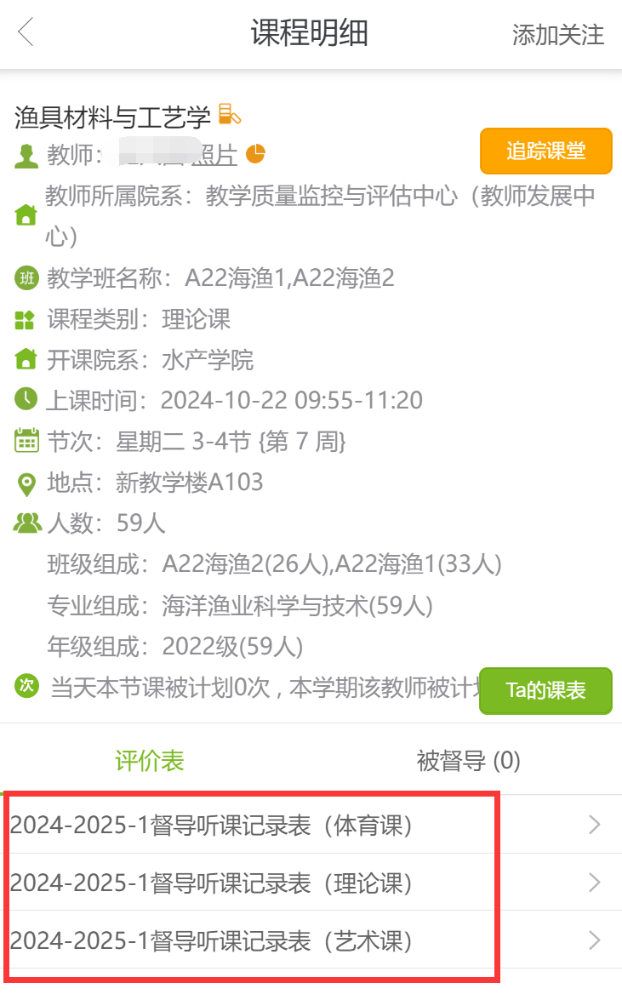 课程明细
添加关注
渔具材料与工艺学
教师:
照片
追踪课堂
教师所属院系：教学质量监控与评估中心（教师发展中
心）
班 教学班名称：A22海渔1,A22海渔2
课程类别：理论课
开课院系：水产学院
上课时间：2024-10-22 09:55-11:20
节次：星期二 3-4节 {第 7 周}
地点：新教学楼A103
人数：59人
班级组成：A22海渔2(26人),A22海渔1(33人)
专业组成：海洋渔业科学与技术(59人)
年级组成：2022级(59人)
次 当天本节课被计划0次 , 本学期该教师被计
Ta的课表
评价表
被督导 (0)
2024-2025-1督导听课记录表（体育课）
2024-2025-1督导听课记录表（理论课）
2024-2025-1督导听课记录表（艺术课）